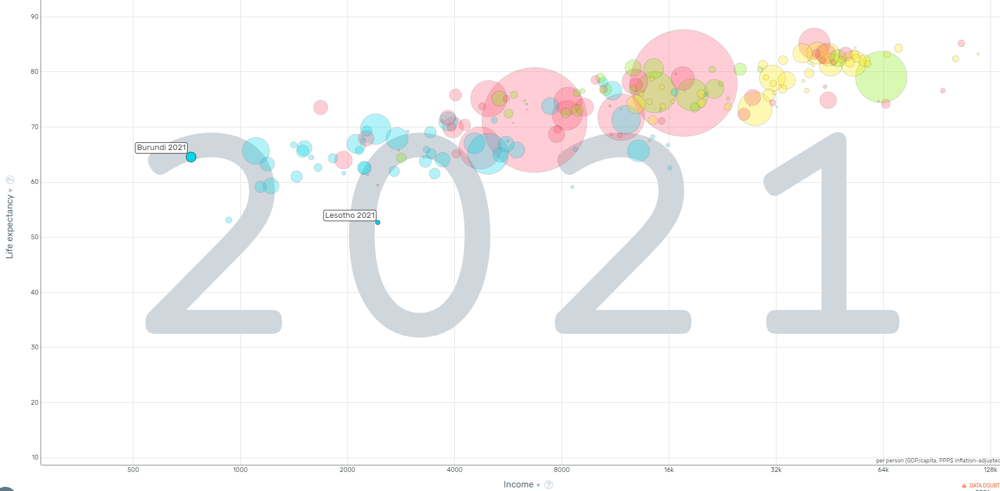 90
80
70
60
50
40
30
20
10
Life expectancy ▾ ?
2021
Burundi 2021
Lesotho 2021
per person (GDP/capita, PPP$ inflation-adjusted
500 1000 2000 4000 8000 16k 32k 64k 128k
Income ▾ ?
DATA DOUBT